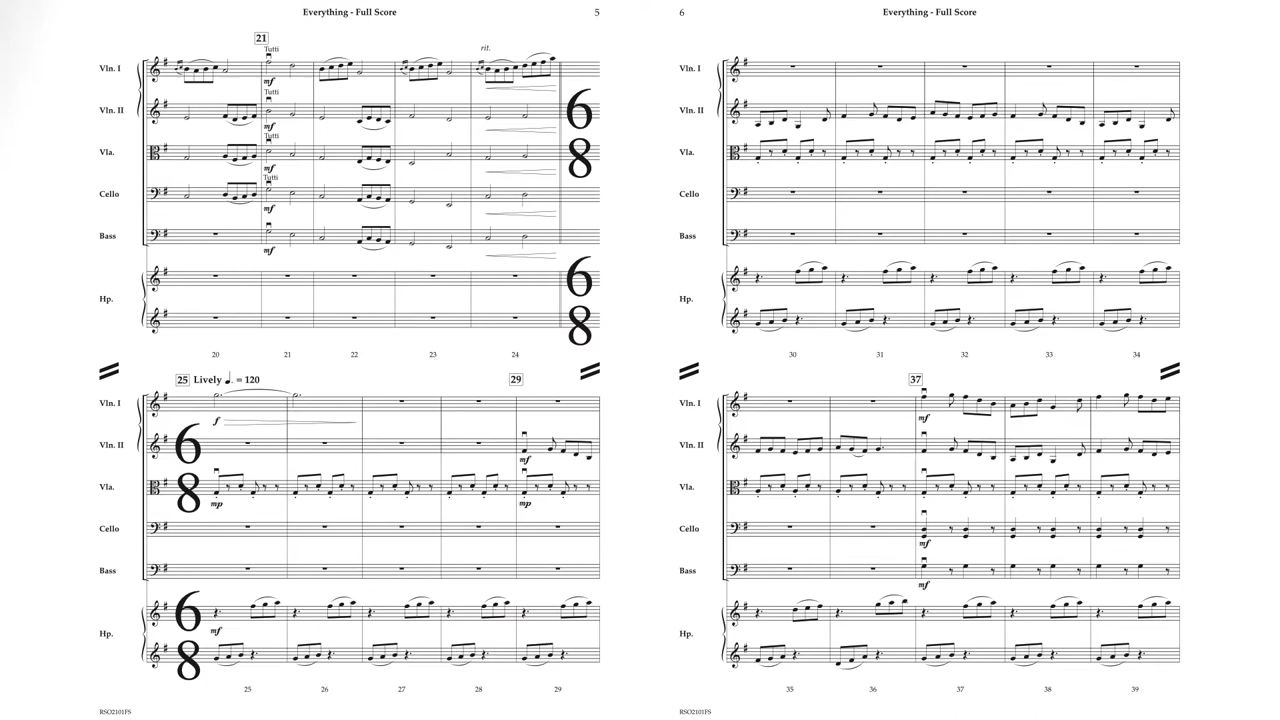 Everything - Full Score 5
21
Tutti
rit.
Vln. I
mf
Tutti
Vln. II
mf
Tutti
Vla.
mf
Tutti
Cello
mf
Bass
mf
6
8
Hp.
6
8
20 21 22 23 24
25 Lively ♩. = 120 29
Vln. I
f
Vln. II
mf
6
8
Vla.
mp mp
Cello
Bass
6
8
Hp.
mf
25 26 27 28 29
RSO2101FS
6 Everything - Full Score
Vln. I
Vln. II
Vla.
Cello
Bass
Hp.
30 31 32 33 34
37
Vln. I
mf
Vln. II
Vla.
Cello
mf
Bass
mf
Hp.
35 36 37 38 39
RSO2101FS